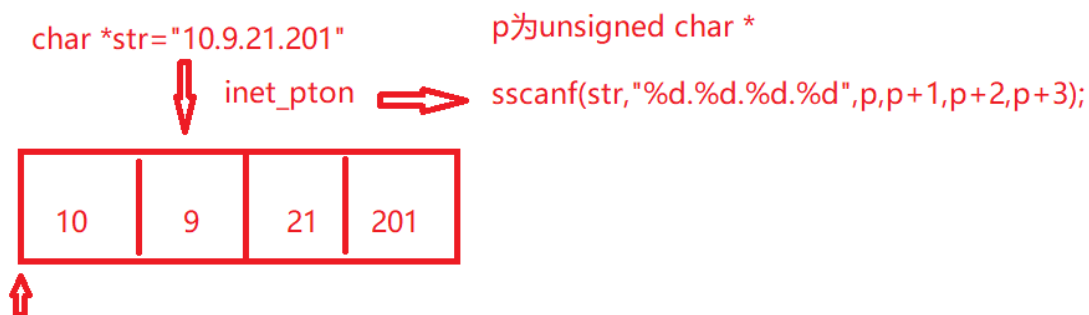 char *str="10.9.21.201"
p为unsigned char *
inet_pton
sscanf(str,"%d.%d.%d.%d",p,p+1,p+2,p+3);
10 9 21 201